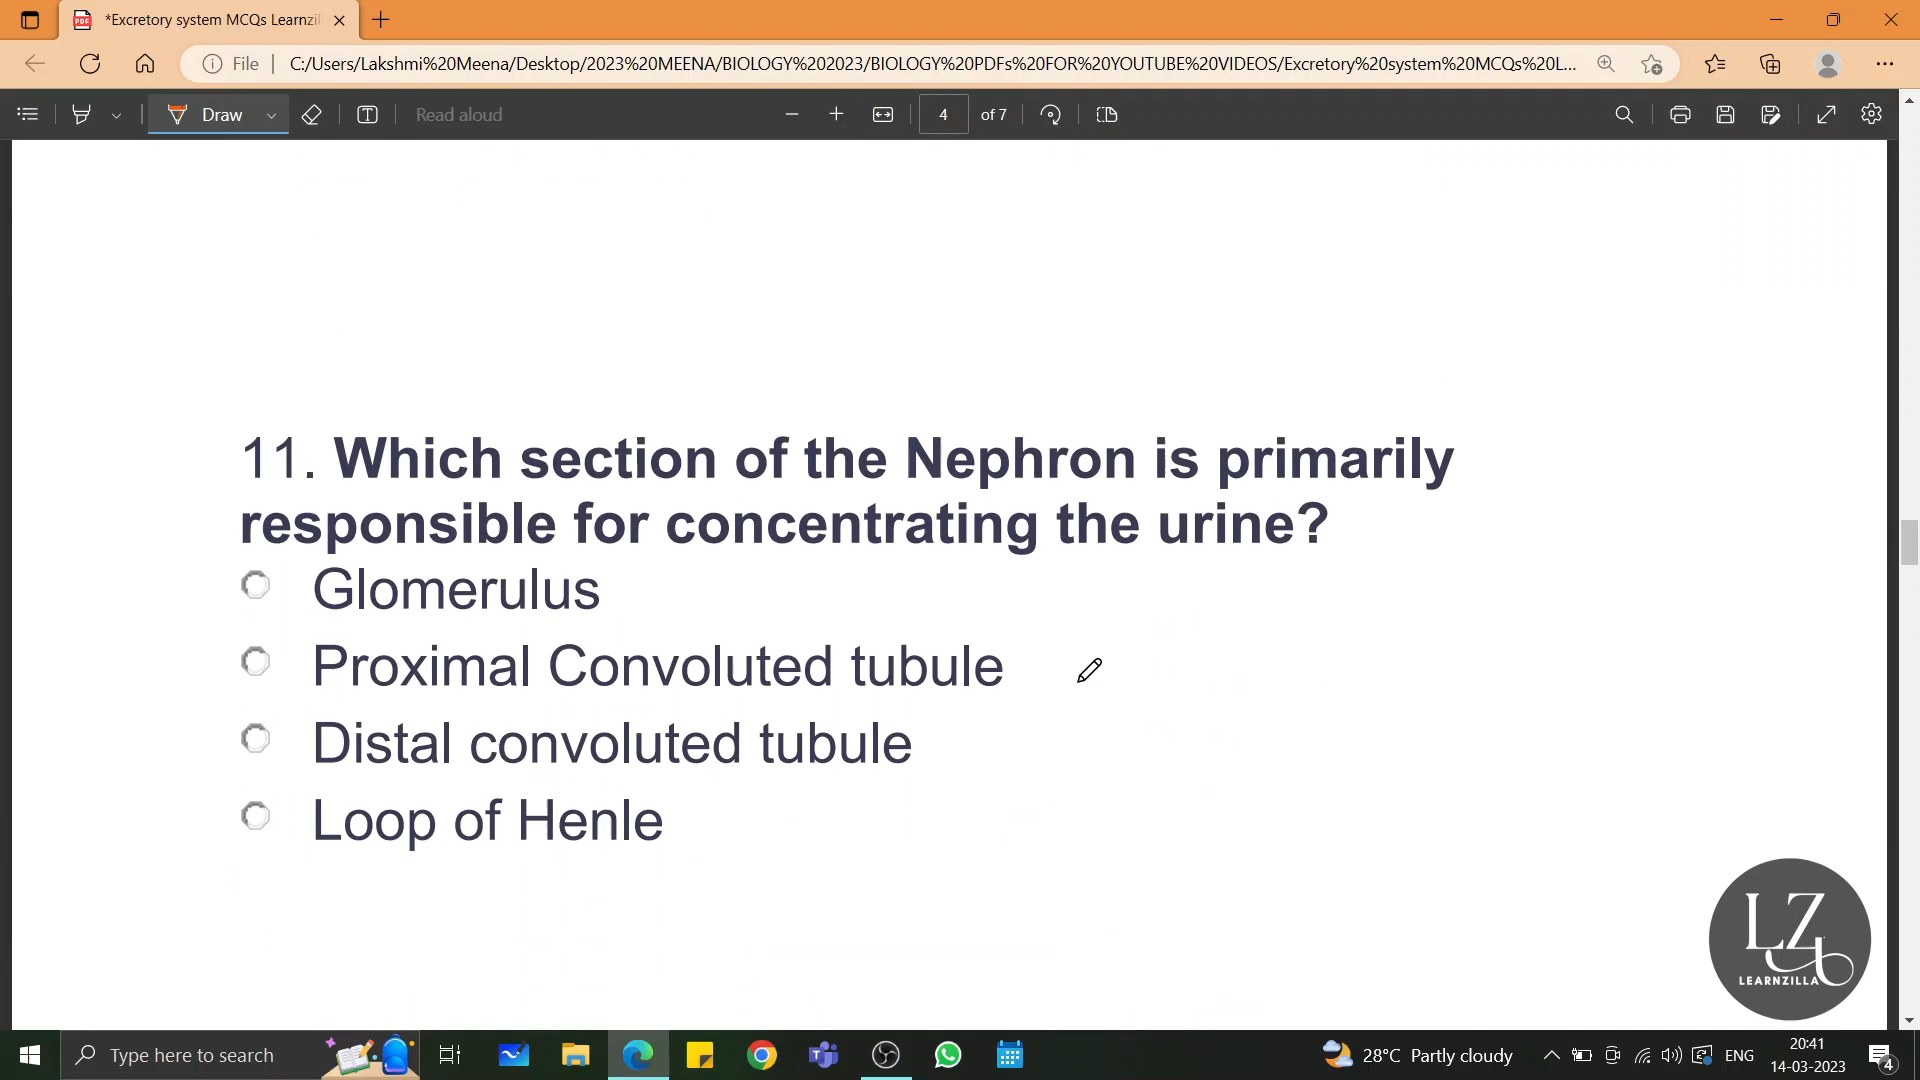 *Excretory system MCQs Learnzil
File
C:/Users/Lakshmi%20Meena/Desktop/2023%20MEENA/BIOLOGY%202023/BIOLOGY%20PDFs%20FOR%20YOUTUBE%20VIDEOS/Excretory%20system%20MCQs%20L...
Draw
Read aloud
4 of 7
11. Which section of the Nephron is primarily
responsible for concentrating the urine?
Glomerulus
Proximal Convoluted tubule
Distal convoluted tubule
Loop of Henle
LZ
LEARNZILLA
Type here to search
28°C Partly cloudy
ENG
20:41
14-03-2023
4